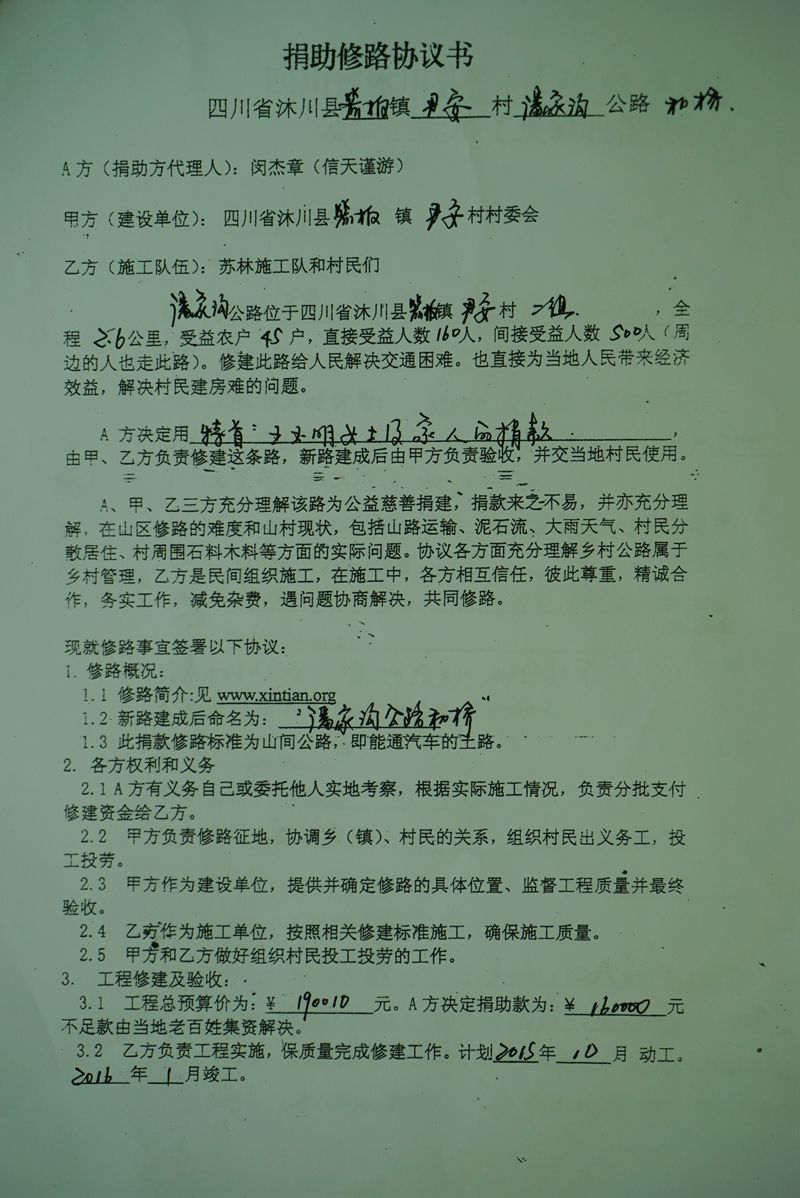 捐助修路协议书
四川省沐川县 镇 尹安 村 潘家沟 公路 和桥.
A方（捐助方代理人）：闵杰章（信天谨游）
甲方（建设单位）： 四川省沐川县 镇 尹安村村委会
乙方（施工队伍）：苏林施工队和村民们
潘家沟公路位于四川省沐川县 镇 尹安村 二组. ，全
程 2.6公里，受益农户 45 户，直接受益人数160人，间接受益人数 500人（周
边的人也走此路）。修建此路给人民解决交通困难。也直接为当地人民带来经济
效益，解决村民建房难的问题。
A 方决定用 女士及家人的捐款 ，
由甲、乙方负责修建这条路，新路建成后由甲方负责验收，并交当地村民使用。
A、甲、乙三方充分理解该路为公益慈善捐建，捐款来之不易，并亦充分理
解，在山区修路的难度和山村现状，包括山路运输、泥石流、大雨天气、村民分
散居住、村周围石料木料等方面的实际问题。协议各方面充分理解乡村公路属于
乡村管理，乙方是民间组织施工，在施工中，各方相互信任，彼此尊重，精诚合
作，务实工作，减免杂费，遇问题协商解决，共同修路。
现就修路事宜签署以下协议：
1. 修路概况：
1.1 修路简介:见 www.xintian.org
1.2 新路建成后命名为： 潘家沟公路和桥
1.3 此捐款修路标准为山间公路，即能通汽车的土路。
2. 各方权利和义务
2.1 A方有义务自己或委托他人实地考察，根据实际施工情况，负责分批支付
修建资金给乙方。
2.2 甲方负责修路征地，协调乡（镇）、村民的关系，组织村民出义务工，投
工投劳。
2.3 甲方作为建设单位，提供并确定修路的具体位置、监督工程质量并最终
验收。
2.4 乙方作为施工单位，按照相关修建标准施工，确保施工质量。
2.5 甲方和乙方做好组织村民投工投劳的工作。
3. 工程修建及验收：
3.1 工程总预算价为：￥ 190010 元。A方决定捐助款为：￥ 160000 元
不足款由当地老百姓集资解决。
3.2 乙方负责工程实施，保质量完成修建工作。计划2015年 10 月 动工。
2016 年 1 月竣工。